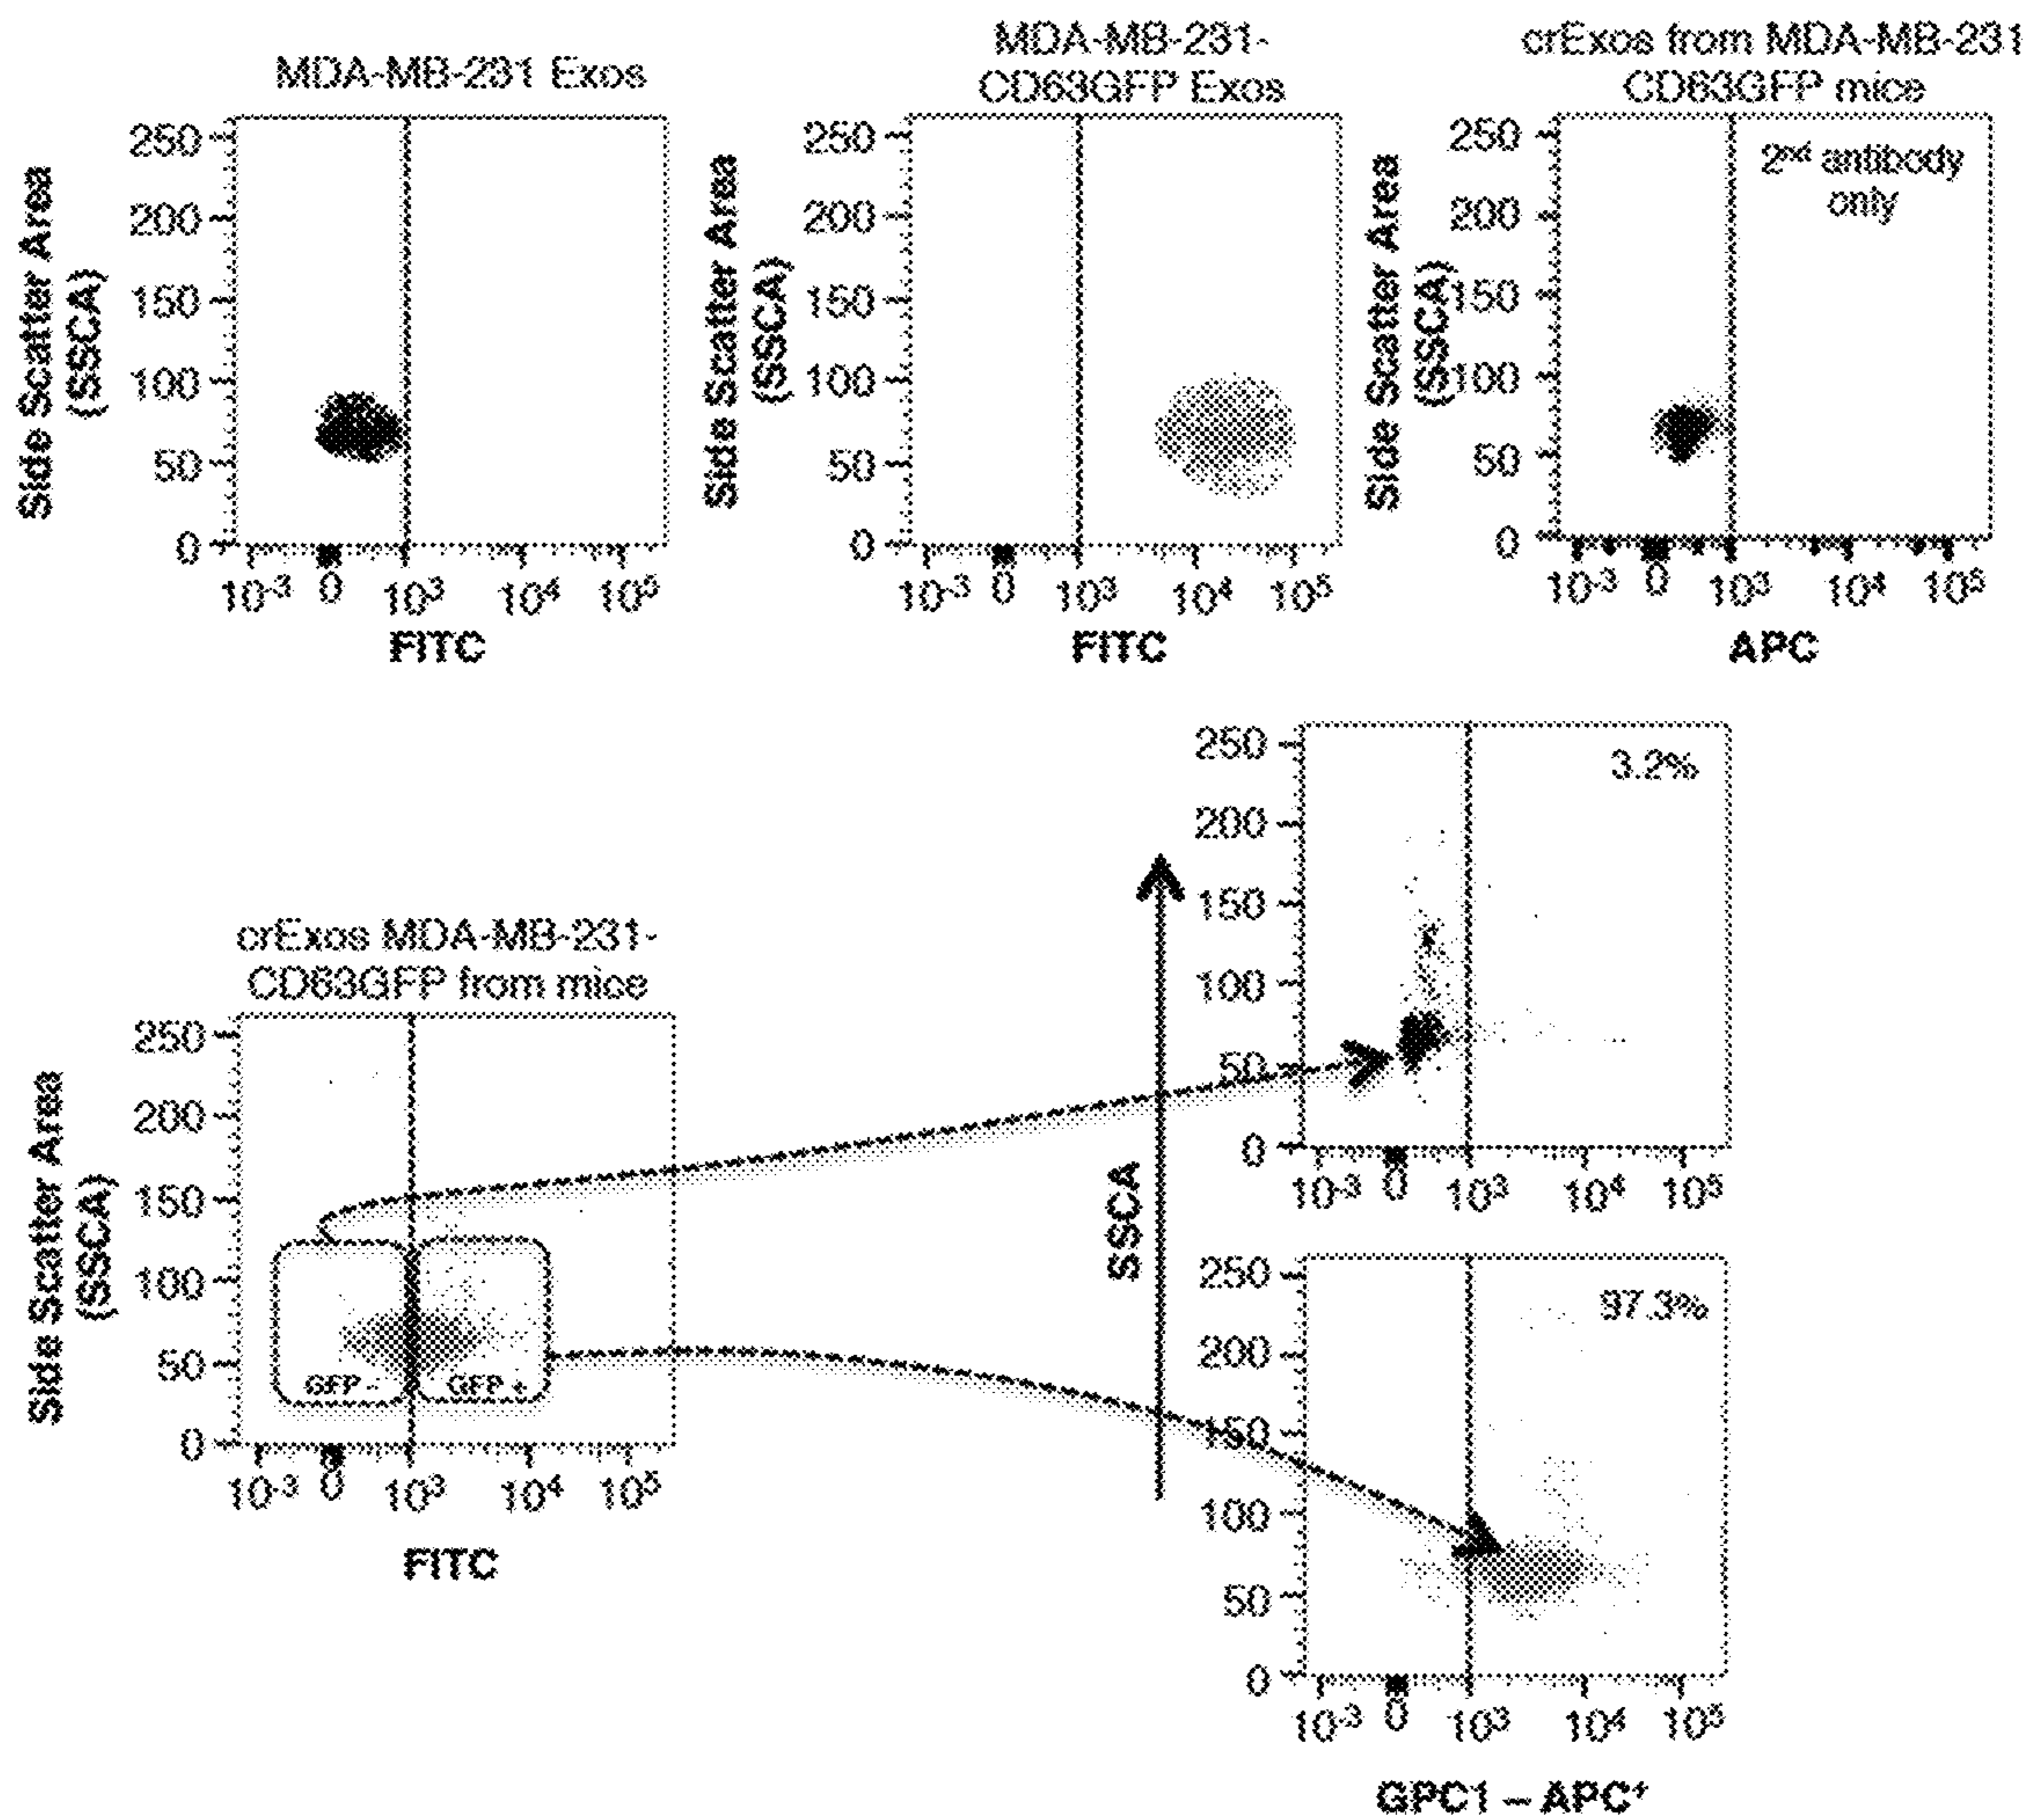 MDA-MB-231 Exos
Side Scatter Area
(SSCA)
250
200
150
100
50
0
10-3 0 10³ 10⁴ 10⁵
FITC
MDA-MB-231-
CD63GFP Exos
Side Scatter Area
(SSCA)
250
200
150
100
50
0
10-3 0 10³ 10⁴ 10⁵
FITC
crExos from MDA-MB-231
CD63GFP mice
Side Scatter Area
(SSCA)
250
200
150
100
50
0
2nd antibody
only
10-3 0 10³ 10⁴ 10⁵
APC
crExos MDA-MB-231-
CD63GFP from mice
Side Scatter Area
(SSCA)
250
200
150
100
50
0
GFP - GFP +
10-3 0 10³ 10⁴ 10⁵
FITC
SSCA
250
200
150
100
50
0
3.2%
10-3 0 10³ 10⁴ 10⁵
250
200
150
100
50
0
97.3%
10-3 0 10³ 10⁴ 10⁵
GPC1 – APC⁺